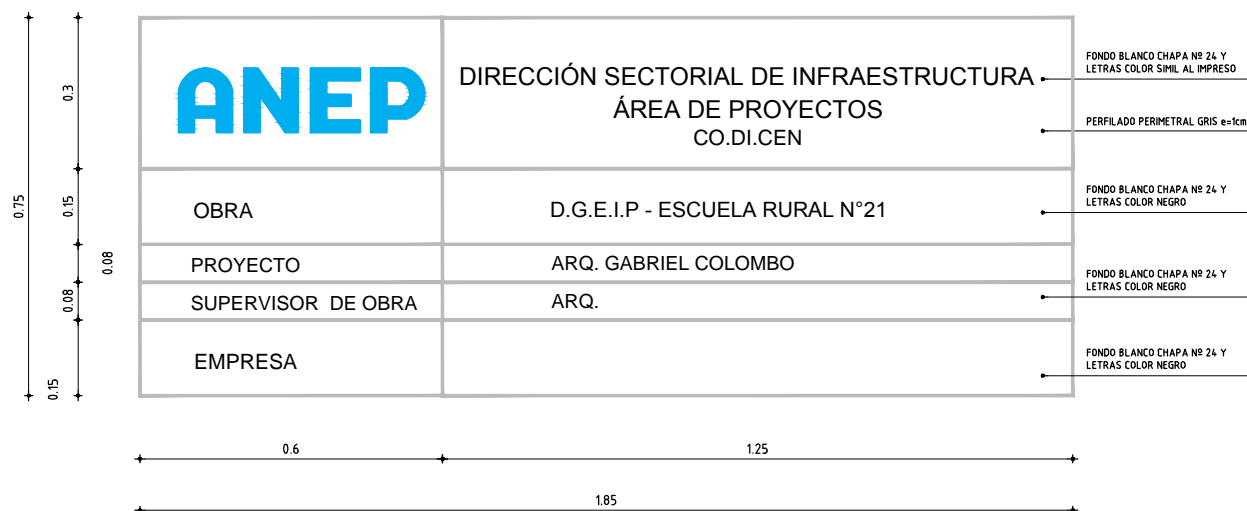 ANEP
DIRECCIÓN SECTORIAL DE INFRAESTRUCTURA
ÁREA DE PROYECTOS
CO.DI.CEN
OBRA
D.G.E.I.P - ESCUELA RURAL N°21
PROYECTO
ARQ. GABRIEL COLOMBO
SUPERVISOR DE OBRA
ARQ.
EMPRESA
FONDO BLANCO CHAPA Nº 24 Y
LETRAS COLOR SIMIL AL IMPRESO
PERFILADO PERIMETRAL GRIS e=1cm
FONDO BLANCO CHAPA Nº 24 Y
LETRAS COLOR NEGRO
FONDO BLANCO CHAPA Nº 24 Y
LETRAS COLOR NEGRO
FONDO BLANCO CHAPA Nº 24 Y
LETRAS COLOR NEGRO
0.75
0.3
0.15
0.08
0.08
0.15
0.6
1.25
1.85